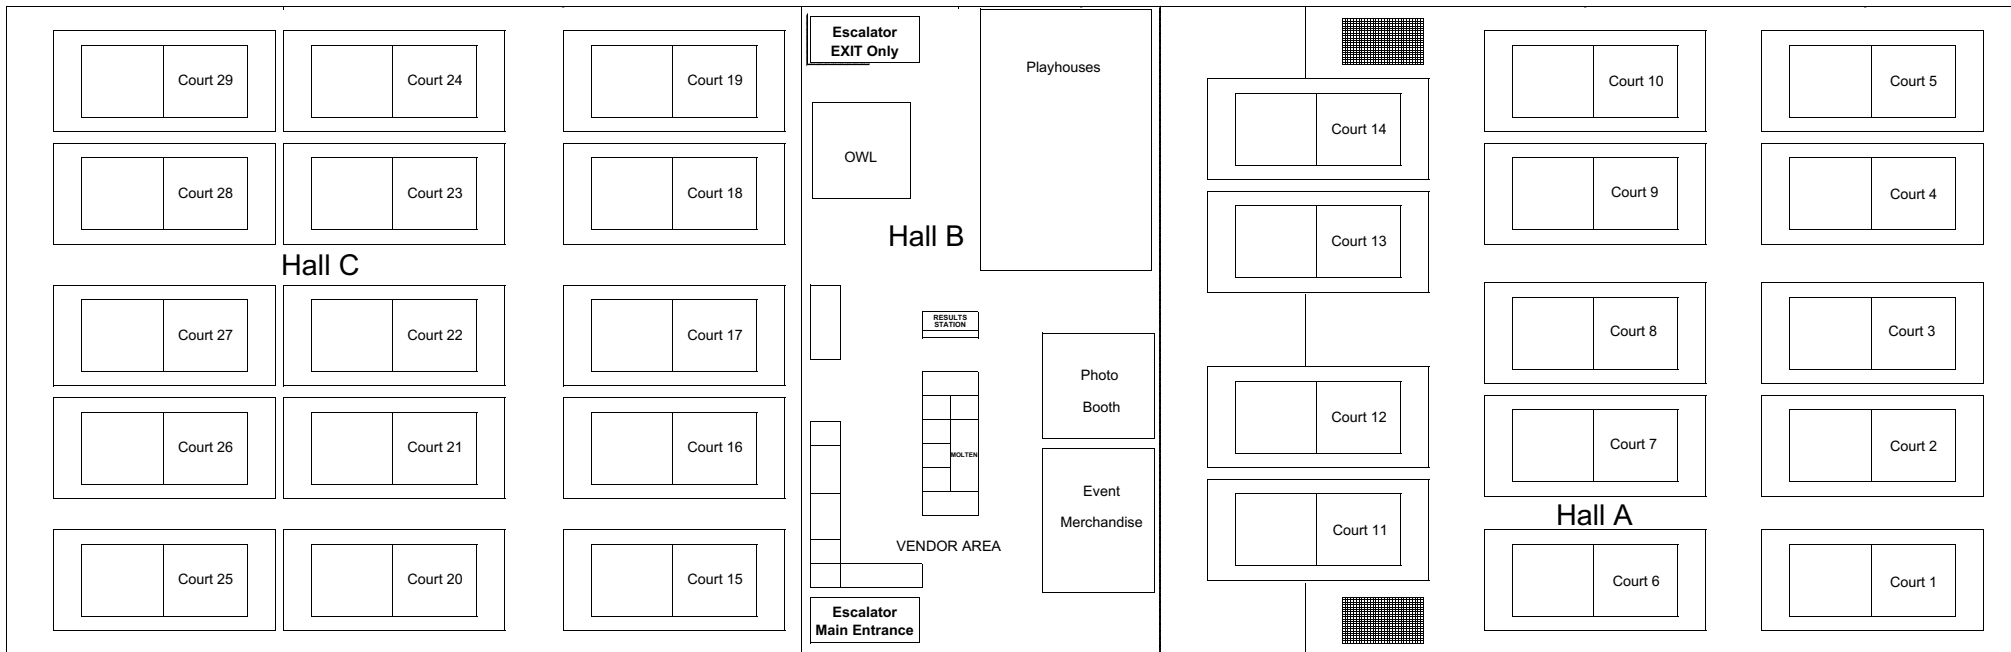 Escalator
EXIT Only
Playhouses
Court 29
Court 24
Court 19
Court 10
Court 5
Court 14
OWL
Court 28
Court 23
Court 18
Court 9
Court 4
Hall B
Court 13
Hall C
RESULTS
STATION
Court 27
Court 22
Court 17
Court 8
Court 3
Photo
Booth
Court 12
Court 26
Court 21
Court 16
MOLTEN
Court 7
Court 2
Event
Merchandise
Hall A
Court 11
VENDOR AREA
Court 25
Court 20
Court 15
Court 6
Court 1
Escalator
Main Entrance